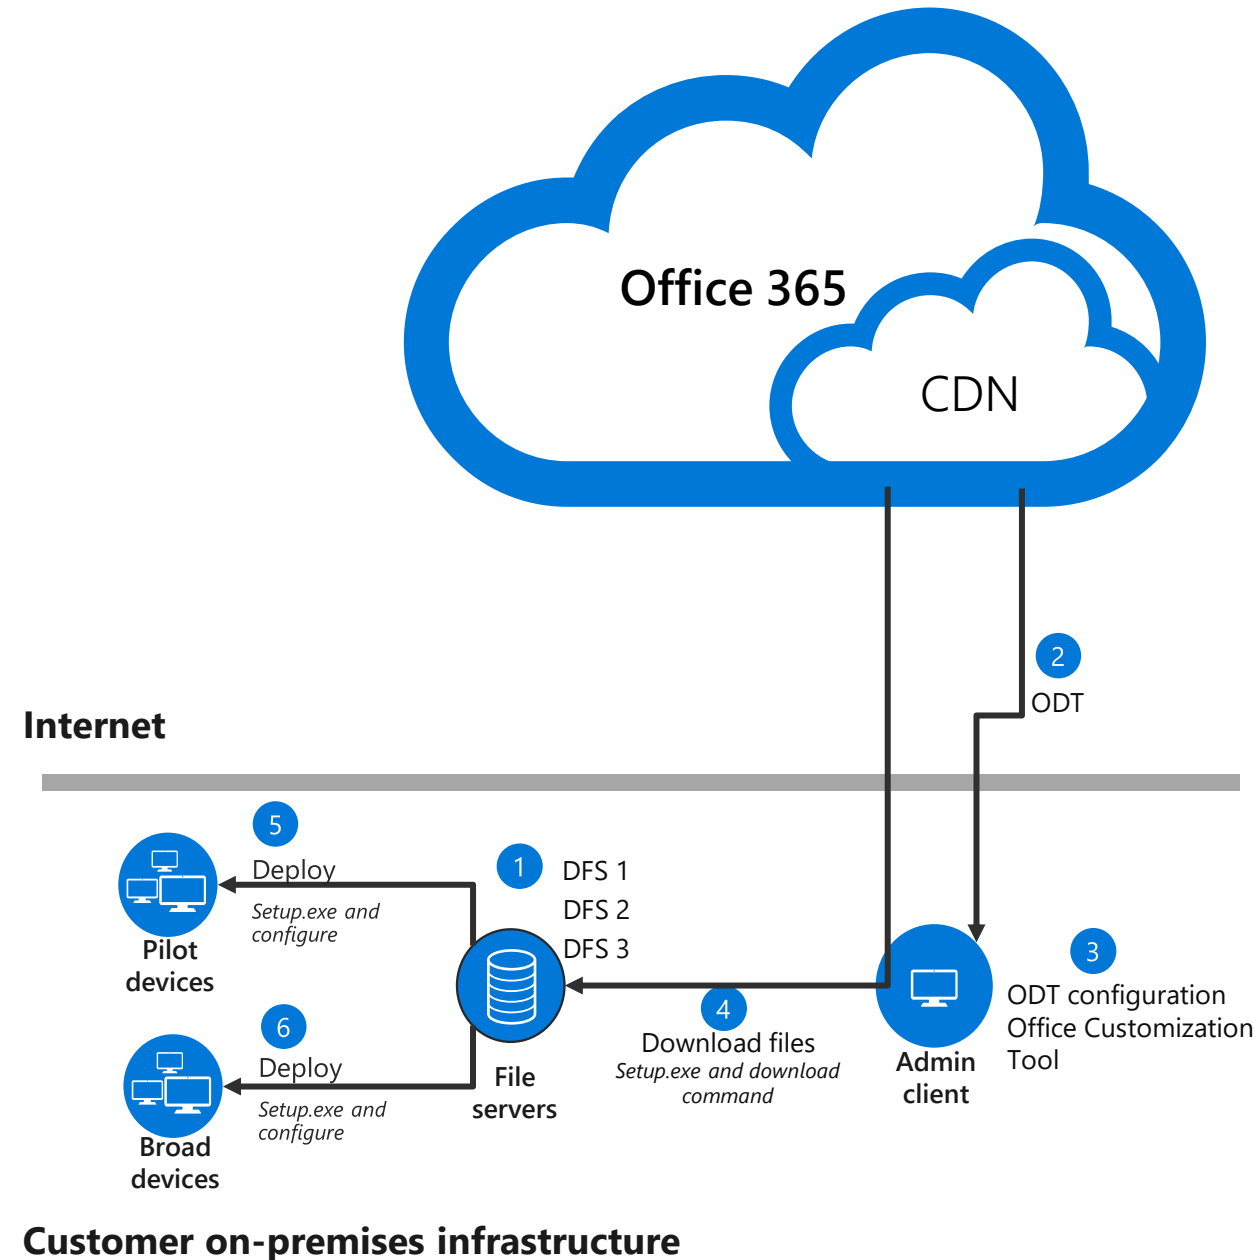 Office 365
CDN
2
ODT
Internet
5
Deploy
Setup.exe and
configure
Pilot
devices
1
DFS 1
DFS 2
DFS 3
6
Deploy
Setup.exe and
configure
Broad
devices
File
servers
4
Download files
Setup.exe and download
command
Admin
client
3
ODT configuration
Office Customization
Tool
Customer on-premises infrastructure